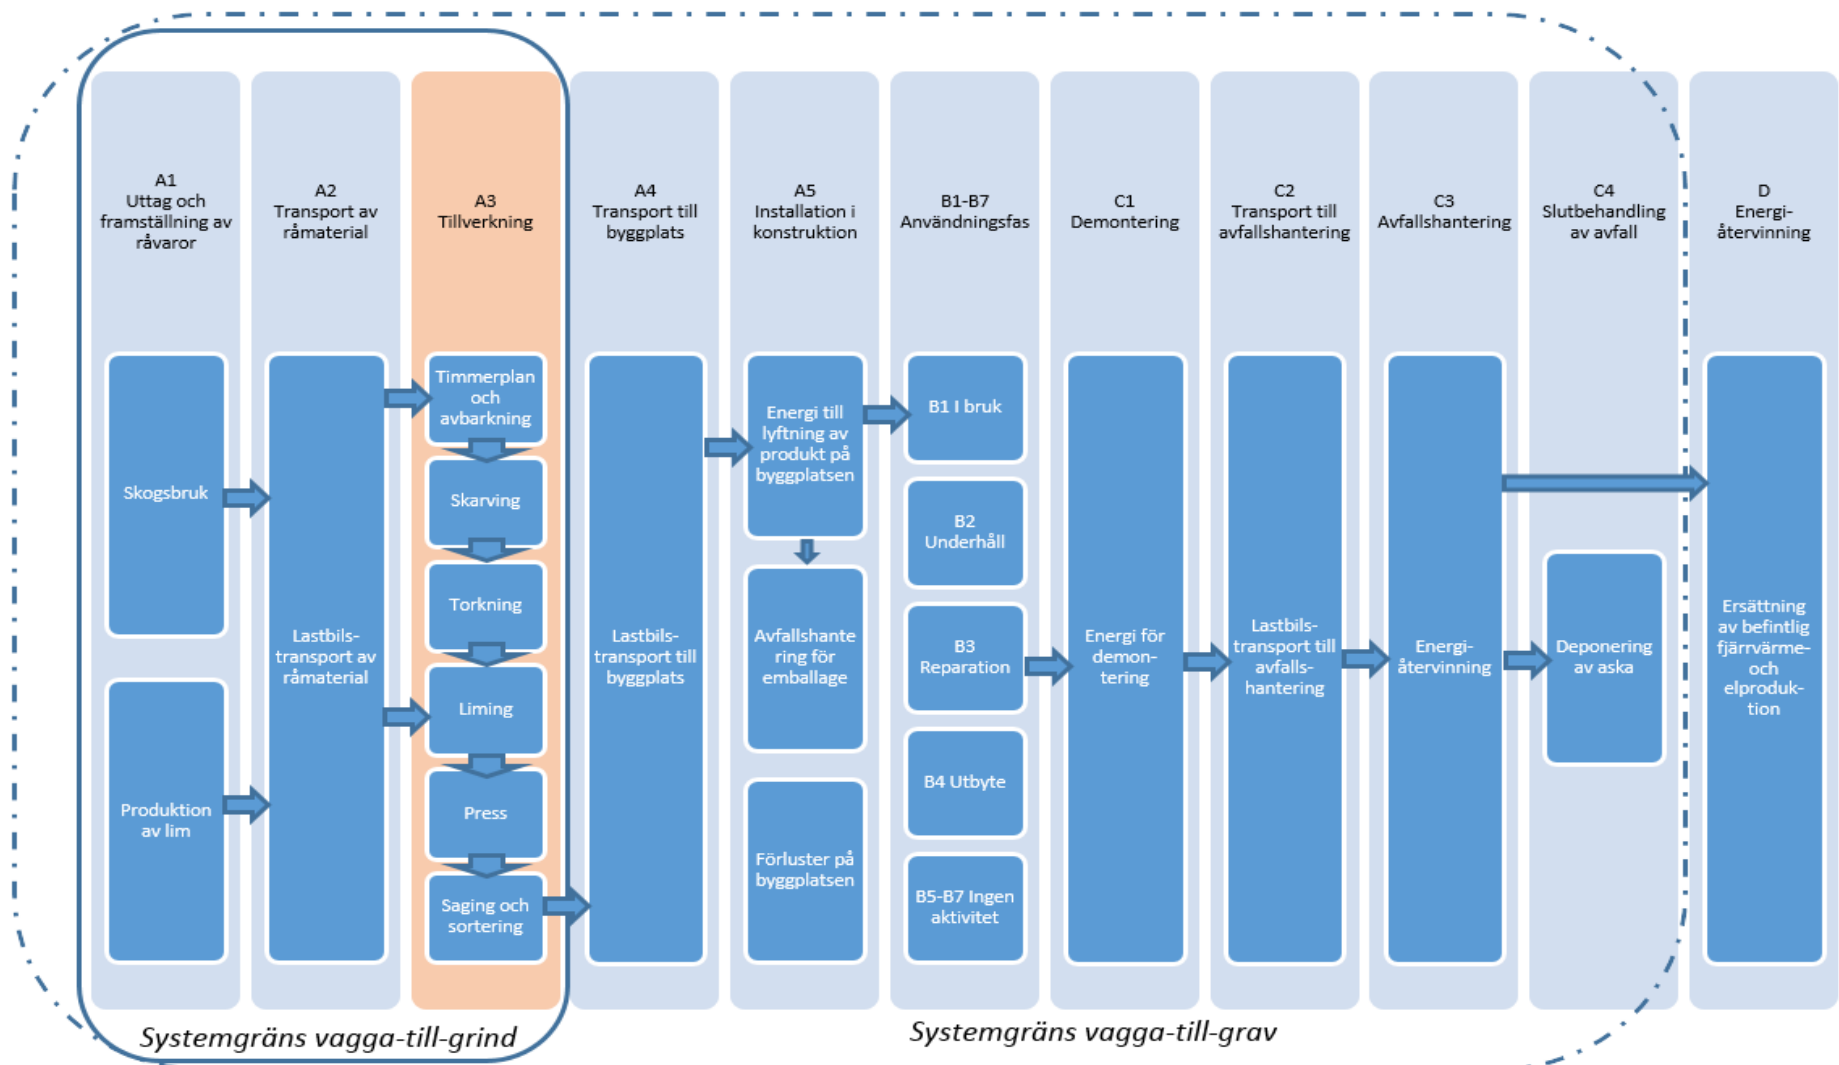 A1
Uttag och
framställning av
råvaror
A2
Transport av
råmaterial
A3
Tillverkning
A4
Transport till
byggplats
A5
Installation i
konstruktion
B1-B7
Användningsfas
C1
Demontering
C2
Transport till
avfallshantering
C3
Avfallshantering
C4
Slutbehandling
av avfall
D
Energi-
återvinning
Skogsbruk
Produktion
av lim
Lastbils-
transport av
råmaterial
Timmerplan
och
avbarkning
Skarving
Torkning
Liming
Press
Saging och
sortering
Lastbils-
transport till
byggplats
Energi till
lyftning av
produkt på
byggplatsen
Avfallshante
ring för
emballage
Förluster på
byggplatsen
B1 I bruk
B2
Underhåll
B3
Reparation
B4 Utbyte
B5-B7 Ingen
aktivitet
Energi för
demon-
tering
Lastbils-
transport till
avfalls-
hantering
Energi-
återvinning
Deponering
av aska
Ersättning
av befintlig
fjärrvärme-
och
elproduk-
tion
Systemgräns vagga-till-grind
Systemgräns vagga-till-grav